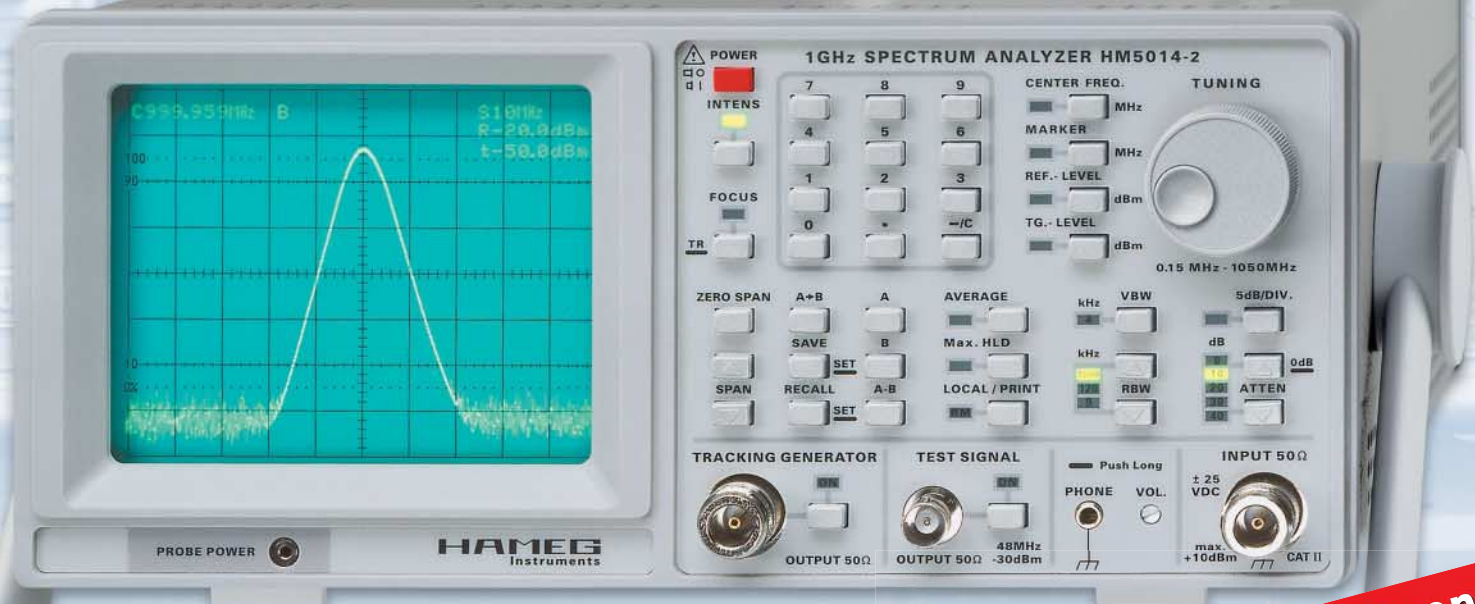 C999.959MHz B S10MHz
R-20.0dBm
t-50.0dBm
100
90
10
0%
POWER
INTENS
FOCUS
TR
1GHz SPECTRUM ANALYZER HM5014-2
7 8 9
4 5 6
1 2 3
0 • –/C
CENTER FREQ.
MHz
MARKER
MHz
REF.- LEVEL
dBm
TG.- LEVEL
dBm
TUNING
0.15 MHz - 1050MHz
ZERO SPAN A→B A AVERAGE kHz VBW 5dB/DIV.
4
SAVE SET B Max. HLD kHz dB
0 0dB
10
SPAN RECALL SET A-B LOCAL / PRINT RBW ATTEN
RM 120 20
9 30
40
TRACKING GENERATOR
ON
OUTPUT 50Ω
TEST SIGNAL
ON
OUTPUT 50Ω
48MHz
-30dBm
Push Long
PHONE VOL.
INPUT 50Ω
± 25
VDC
max.
+10dBm
CAT II
PROBE POWER
HAMEG
Instruments